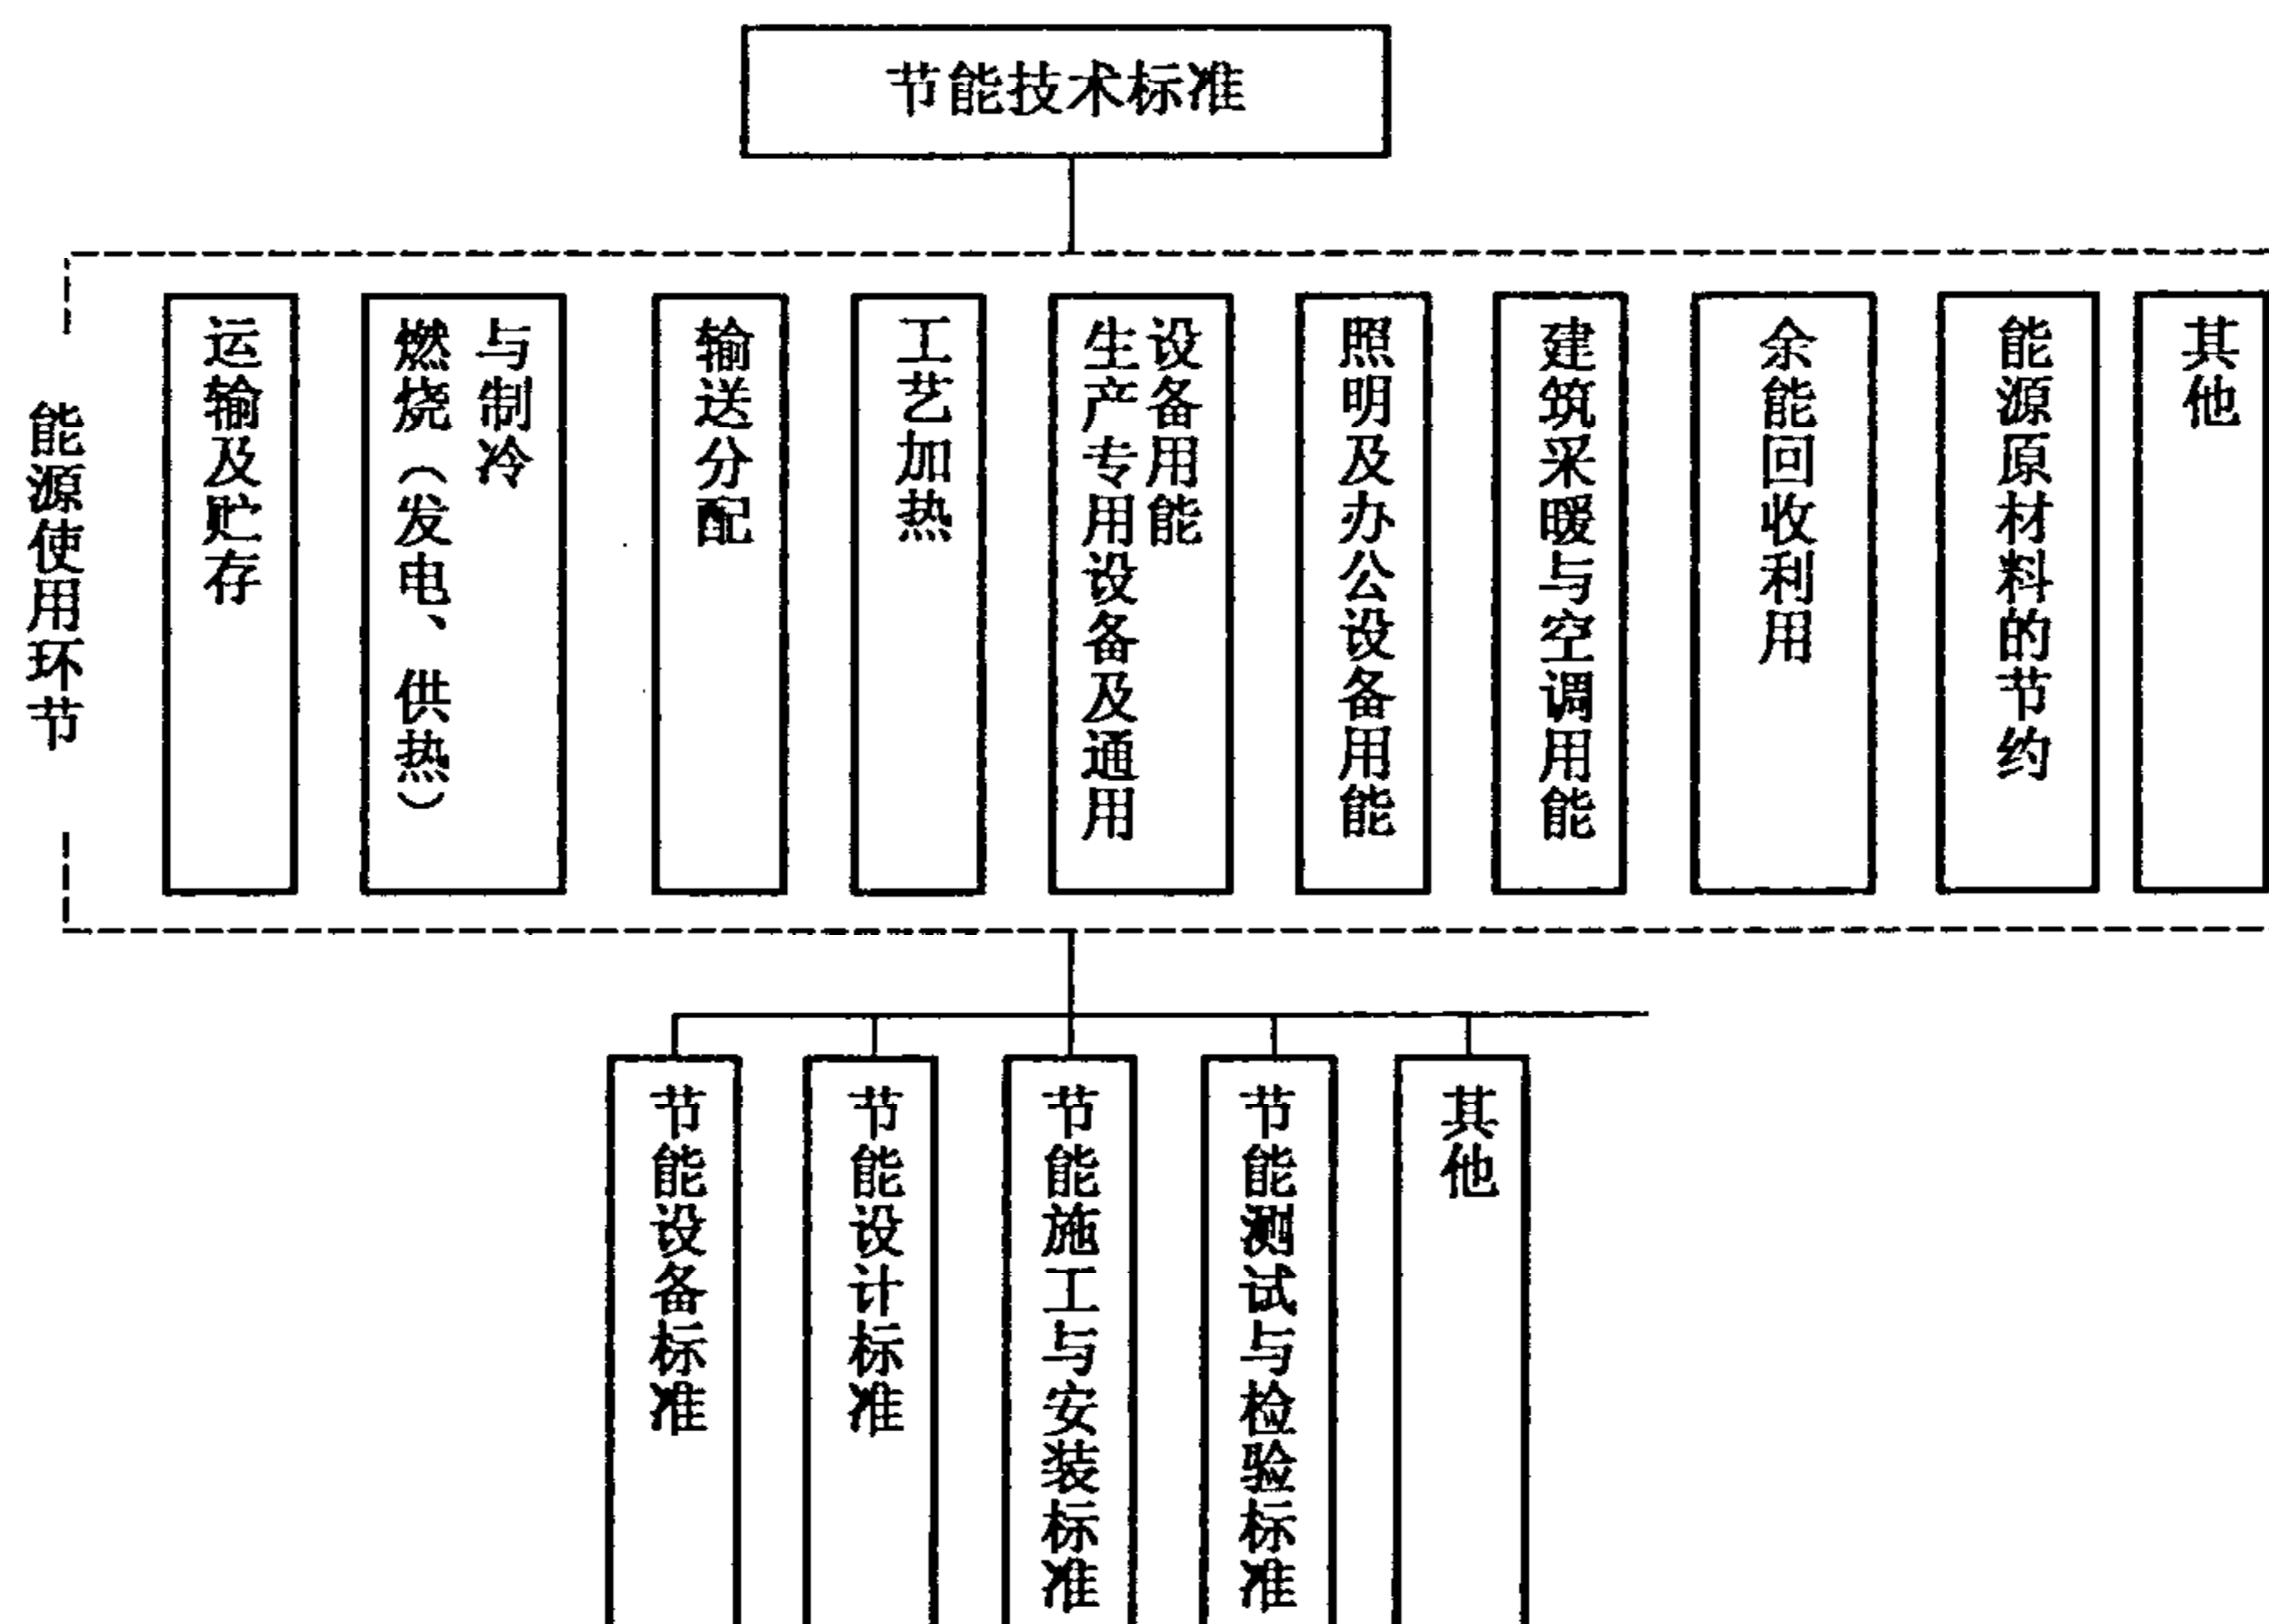 节能技术标准
能源使用环节
运输及贮存
燃烧（发电、供热）
与制冷
输送分配
工艺加热
生产专用设备及通用
设备用能
照明及办公设备用能
建筑采暖与空调用能
余能回收利用
能源原材料的节约
其他
节能设备标准
节能设计标准
节能施工与安装标准
节能测试与检验标准
其他